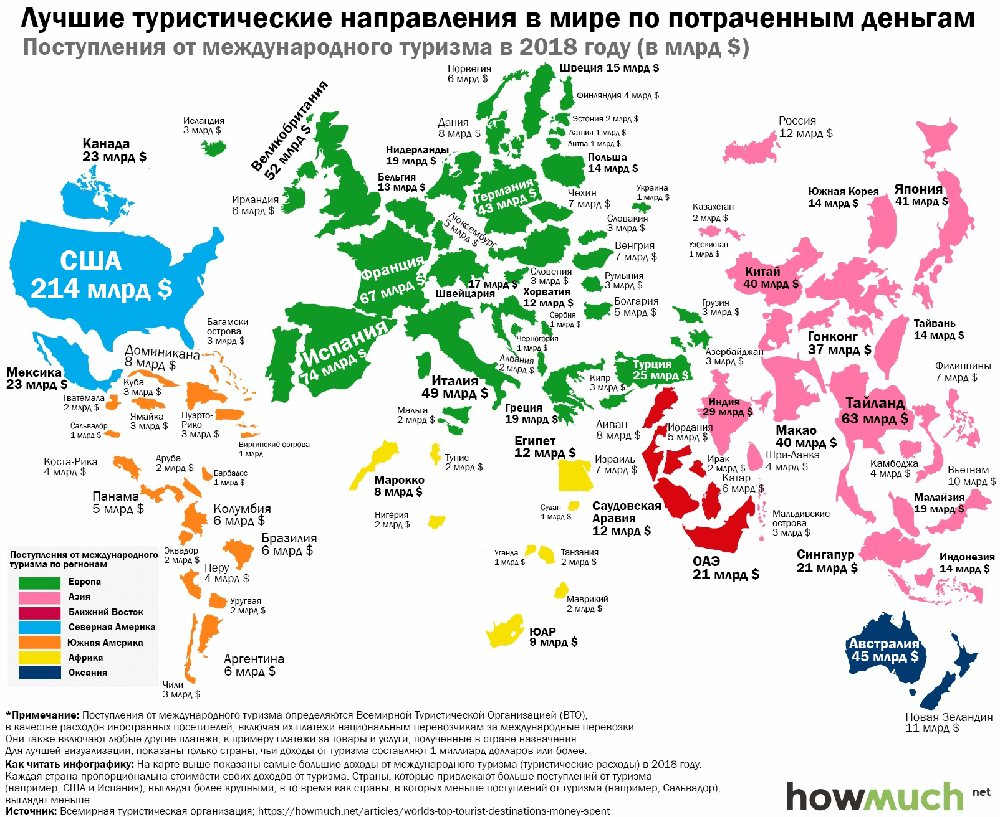 Лучшие туристические направления в мире по потраченным деньгам
Поступления от международного туризма в 2018 году (в млрд $)
Норвегия
6 млрд $
Швеция 15 млрд $
Финляндия 4 млрд $
Эстония 2 млрд $
Латвия 1 млрд $
Литва 1 млрд $
Дания
8 млрд $
Исландия
3 млрд $
Великобритания
52 млрд $
Ирландия
6 млрд $
Нидерланды
19 млрд $
Бельгия
13 млрд $
Польша
14 млрд $
Германия
43 млрд $
Чехия
7 млрд $
Украина
1 млрд $
Словакия
3 млрд $
Люксембург
5 млрд $
Венгрия
7 млрд $
Франция
67 млрд $
17 млрд $
Швейцария
Словения
3 млрд $
Хорватия
12 млрд $
Румыния
3 млрд $
Болгария
5 млрд $
Сербия
1 млрд $
Черногория
1 млрд $
Албания
2 млрд $
Испания
74 млрд $
Италия
49 млрд $
Мальта
2 млрд $
Греция
19 млрд $
Кипр
3 млрд $
Турция
25 млрд $
Грузия
3 млрд $
Азербайджан
3 млрд $
Канада
23 млрд $
США
214 млрд $
Мексика
23 млрд $
Багамски
острова
3 млрд $
Доминикана
8 млрд $
Куба
3 млрд $
Гватемала
2 млрд $
Ямайка
3 млрд $
Пуэрто-
Рико
3 млрд $
Сальвадор
1 млрд $
Виргинские острова
1 млрд
Коста-Рика
4 млрд $
Аруба
2 млрд $
Барбадос
1 млрд $
Панама
5 млрд $
Колумбия
6 млрд $
Бразилия
6 млрд $
Эквадор
2 млрд $
Перу
4 млрд $
Уругвая
2 млрд $
Аргентина
6 млрд $
Чили
3 млрд $
Марокко
8 млрд $
Тунис
2 млрд $
Египет
12 млрд $
Нигерия
2 млрд $
Судан
1 млрд $
Уганда
1 млрд $
Танзания
2 млрд $
Маврикий
2 млрд $
ЮАР
9 млрд $
Ливан
8 млрд $
Иордания
5 млрд $
Израиль
7 млрд $
Ирак
2 млрд $
Катар
6 млрд $
Саудовская
Аравия
12 млрд $
ОАЭ
21 млрд $
Россия
12 млрд $
Казахстан
2 млрд $
Узбекистан
1 млрд $
Южная Корея
14 млрд $
Япония
41 млрд $
Китай
40 млрд $
Гонконг
37 млрд $
Тайвань
14 млрд $
Филиппины
7 млрд $
Индия
29 млрд $
Тайланд
63 млрд $
Макао
40 млрд $
Шри-Ланка
4 млрд $
Камбоджа
4 млрд $
Вьетнам
10 млрд $
Малайзия
19 млрд $
Мальдивские
острова
3 млрд $
Сингапур
21 млрд $
Индонезия
14 млрд $
Австралия
45 млрд $
Новая Зеландия
11 млрд $
Поступления от международного
туризма по регионам
Европа
Азия
Ближний Восток
Северная Америка
Южная Америка
Африка
Океания
*Примечание: Поступления от международного туризма определяются Всемирной Туристической Организацией (ВТО),
в качестве расходов иностранных посетителей, включая их платежи национальным перевозчикам за международные перевозки.
Они также включают любые другие платежи, к примеру платежи за товары и услуги, полученные в стране назначения.
Для лучшей визуализации, показаны только страны, чьи доходы от туризма составляют 1 миллиард долларов или более.
Как читать инфографику: На карте выше показаны самые большие доходы от международного туризма (туристические расходы) в 2018 году.
Каждая страна пропорциональна стоимости своих доходов от туризма. Страны, которые привлекают больше поступлений от туризма
(например, США и Испания), выглядят более крупными, в то время как страны, в которых меньше поступлений от туризма (например, Сальвадор),
выглядят меньше.
Источник: Всемирная туристическая организация; https://howmuch.net/articles/worlds-top-tourist-destinations-money-spent
howmuch net